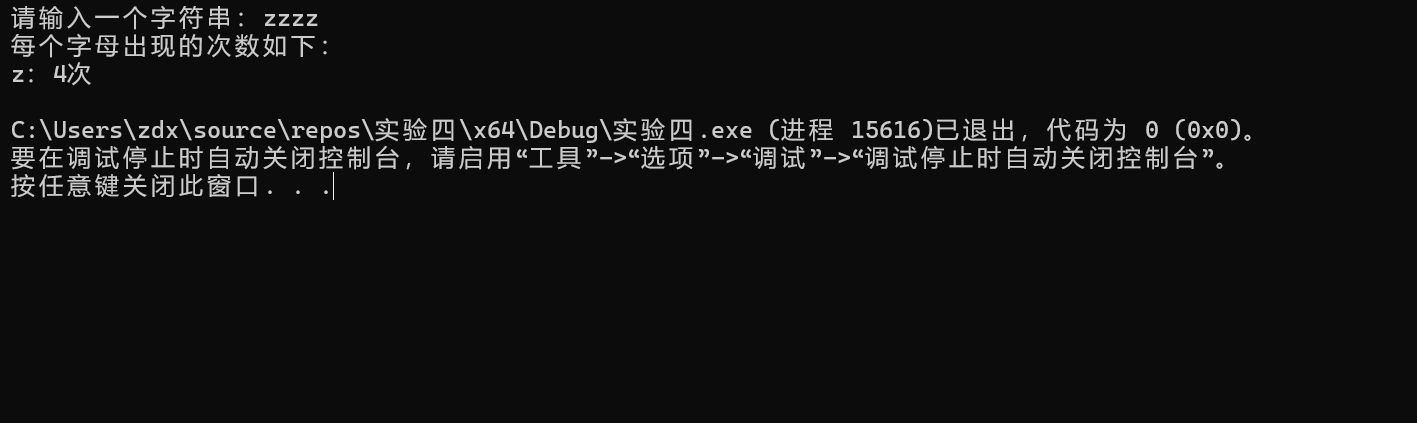 请输入一个字符串：zzzz
每个字母出现的次数如下：
z：4次
C:\Users\zdx\source\repos\实验四\x64\Debug\实验四.exe (进程 15616)已退出，代码为 0 (0x0)。
要在调试停止时自动关闭控制台，请启用“工具”->“选项”->“调试”->“调试停止时自动关闭控制台”。
按任意键关闭此窗口. . .